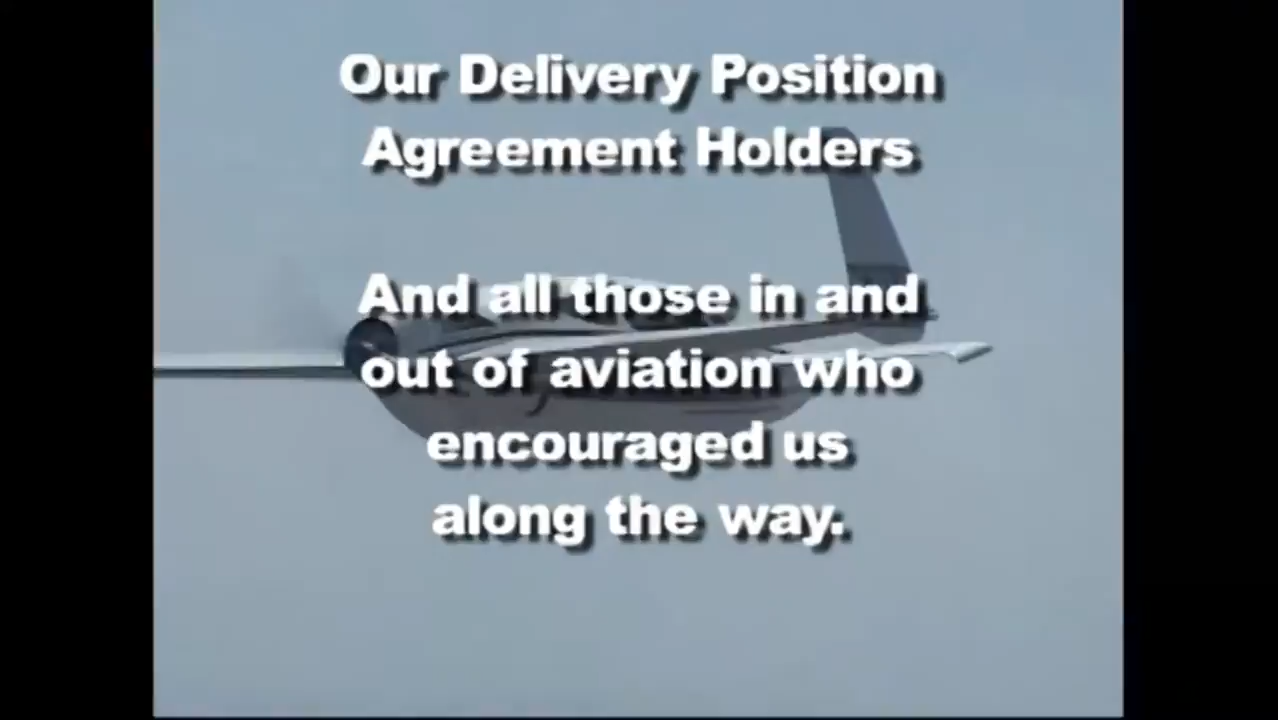 Our Delivery Position
Agreement Holders
And all those in and
out of aviation who
encouraged us
along the way.